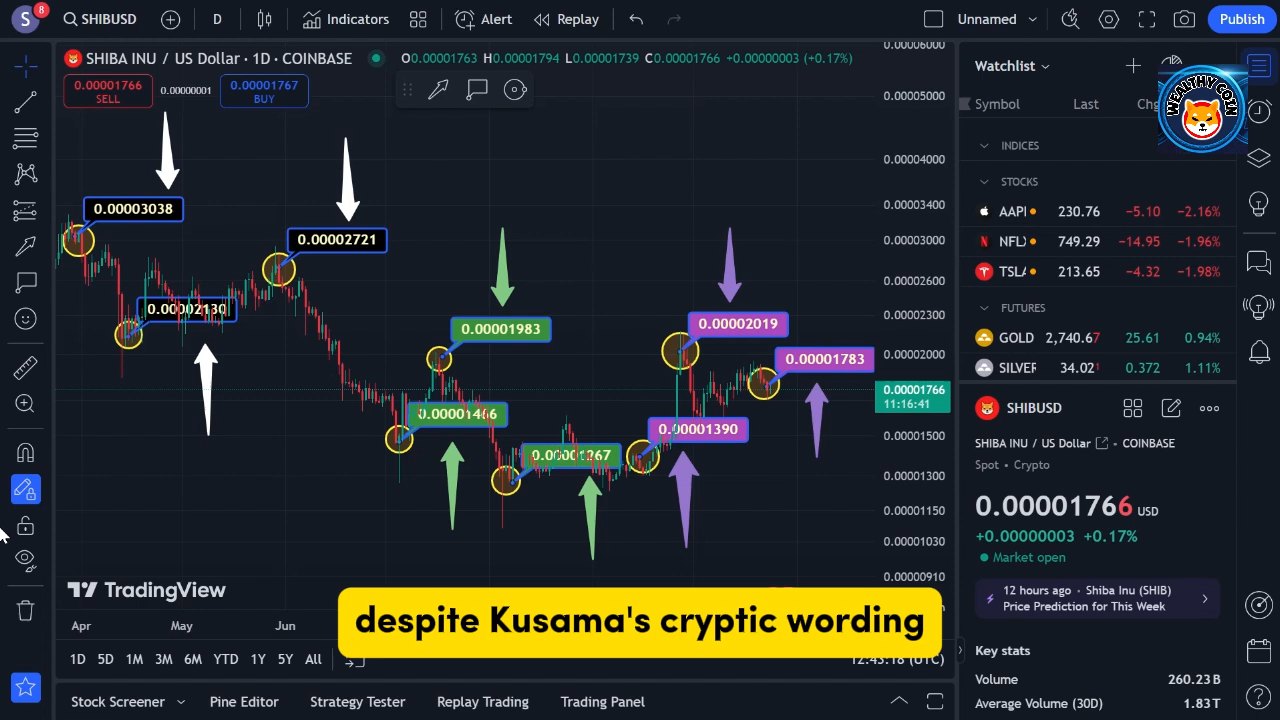 S 8 SHIBUSD D Indicators Alert Replay Unnamed Publish
SHIBA INU / US Dollar · 1D · COINBASE O0.00001763 H0.00001794 L0.00001739 C0.00001766 +0.00000003 (+0.17%)
0.00001766
SELL
0.00000001
0.00001767
BUY
0.00003038
0.00002130
0.00002721
0.00001983
0.00001466
0.00001267
0.00002019
0.00001390
0.00001783
0.00006000
0.00005000
0.00004000
0.00003400
0.00003000
0.00002600
0.00002300
0.00002000
0.00001766
11:16:41
0.00001500
0.00001300
0.00001150
0.00001030
0.00000910
TradingView
Apr May Jun
despite Kusama's cryptic wording
1D 5D 1M 3M 6M YTD 1Y 5Y All 12:43:18 (UTC)
Stock Screener Pine Editor Strategy Tester Replay Trading Trading Panel
Watchlist
WEALTHY COIN
Symbol Last Chg
INDICES
STOCKS
AAPL 230.76 −5.10 −2.16%
NFLX 749.29 −14.95 −1.96%
TSLA 213.65 −4.32 −1.98%
FUTURES
GOLD 2,740.67 25.61 0.94%
SILVER 34.021 0.372 1.11%
SHIBUSD
SHIBA INU / US Dollar · COINBASE
Spot · Crypto
0.00001766 USD
+0.00000003 +0.17%
Market open
12 hours ago · Shiba Inu (SHIB)
Price Prediction for This Week
Key stats
Volume 260.23B
Average Volume (30D) 1.83T